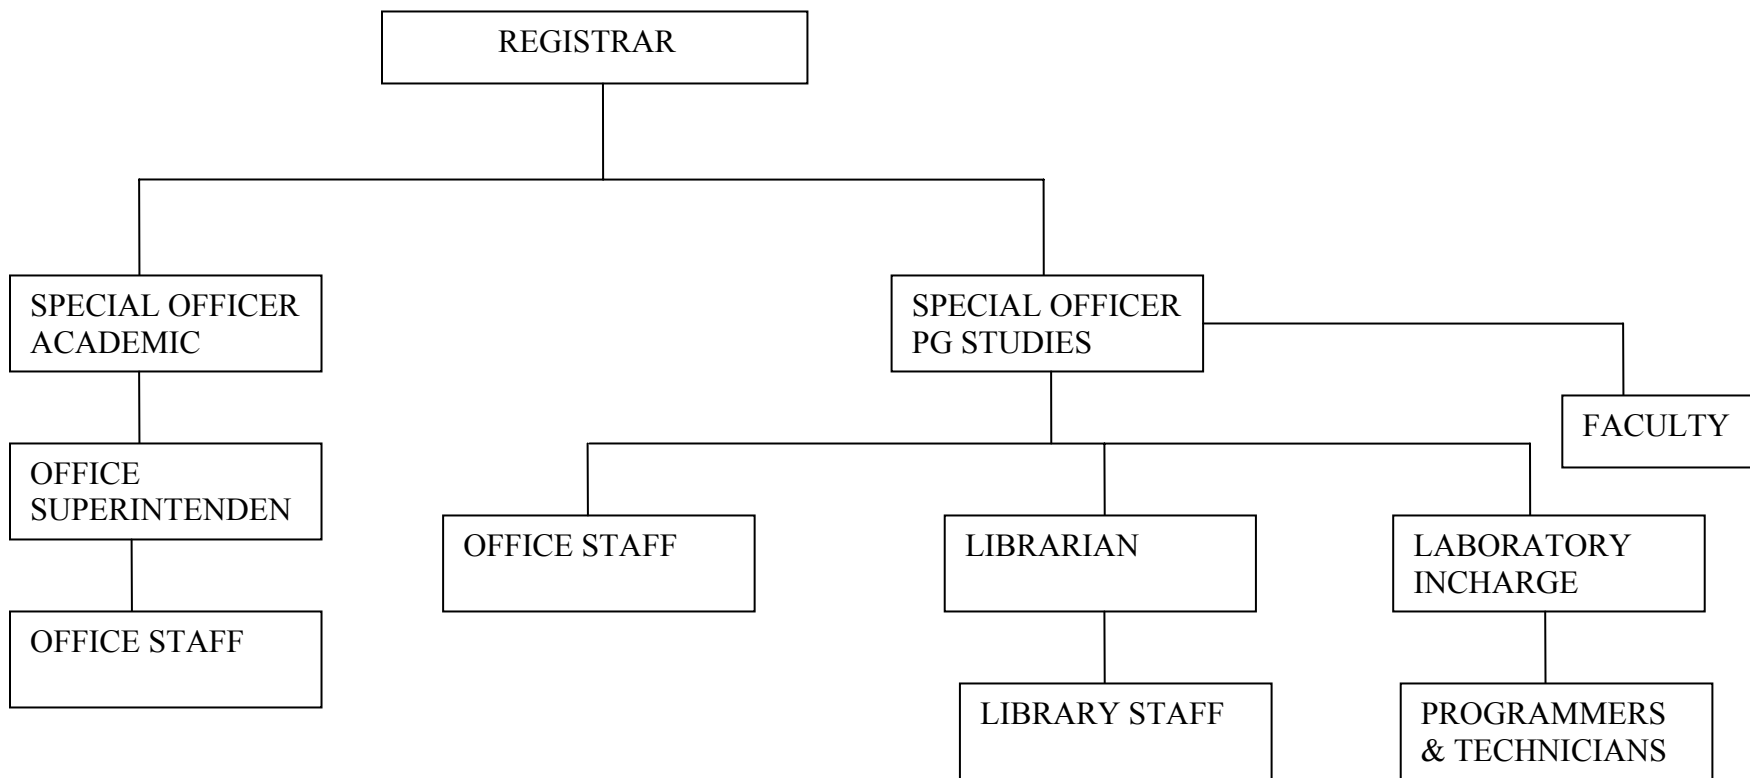 REGISTRAR
SPECIAL OFFICER
ACADEMIC
SPECIAL OFFICER
PG STUDIES
FACULTY
OFFICE
SUPERINTENDEN
OFFICE STAFF
LIBRARIAN
LABORATORY
INCHARGE
OFFICE STAFF
LIBRARY STAFF
PROGRAMMERS
& TECHNICIANS